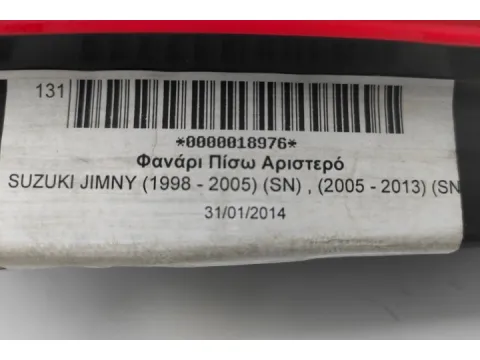 131
*0000018976*
Φανάρι Πίσω Αριστερό
SUZUKI JIMNY (1998 - 2005) (SN) , (2005 - 2013) (SN
31/01/2014